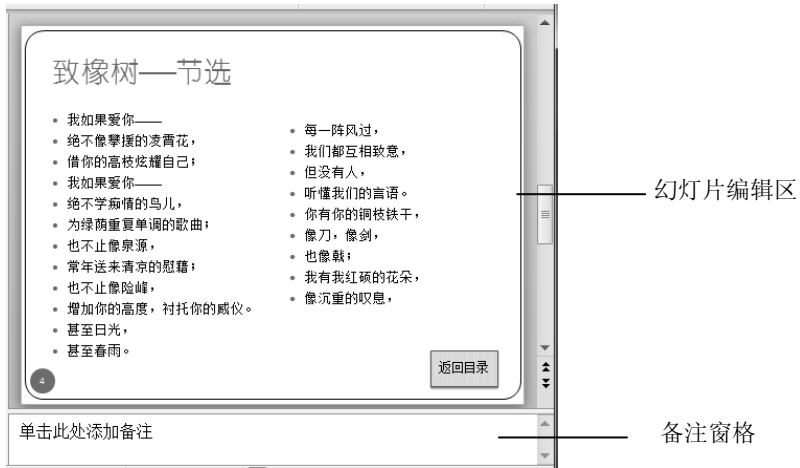 致橡树——节选
我如果爱你——
绝不像攀援的凌霄花，
借你的高枝炫耀自己；
我如果爱你——
绝不学痴情的鸟儿，
为绿荫重复单调的歌曲；
也不止像泉源，
常年送来清凉的慰藉；
也不止像险峰，
增加你的高度，衬托你的威仪。
甚至日光，
甚至春雨。
每一阵风过，
我们都互相致意，
但没有人，
听懂我们的言语。
你有你的铜枝铁干，
像刀，像剑，
也像戟；
我有我红硕的花朵，
像沉重的叹息，
4
返回目录
单击此处添加备注
幻灯片编辑区
备注窗格